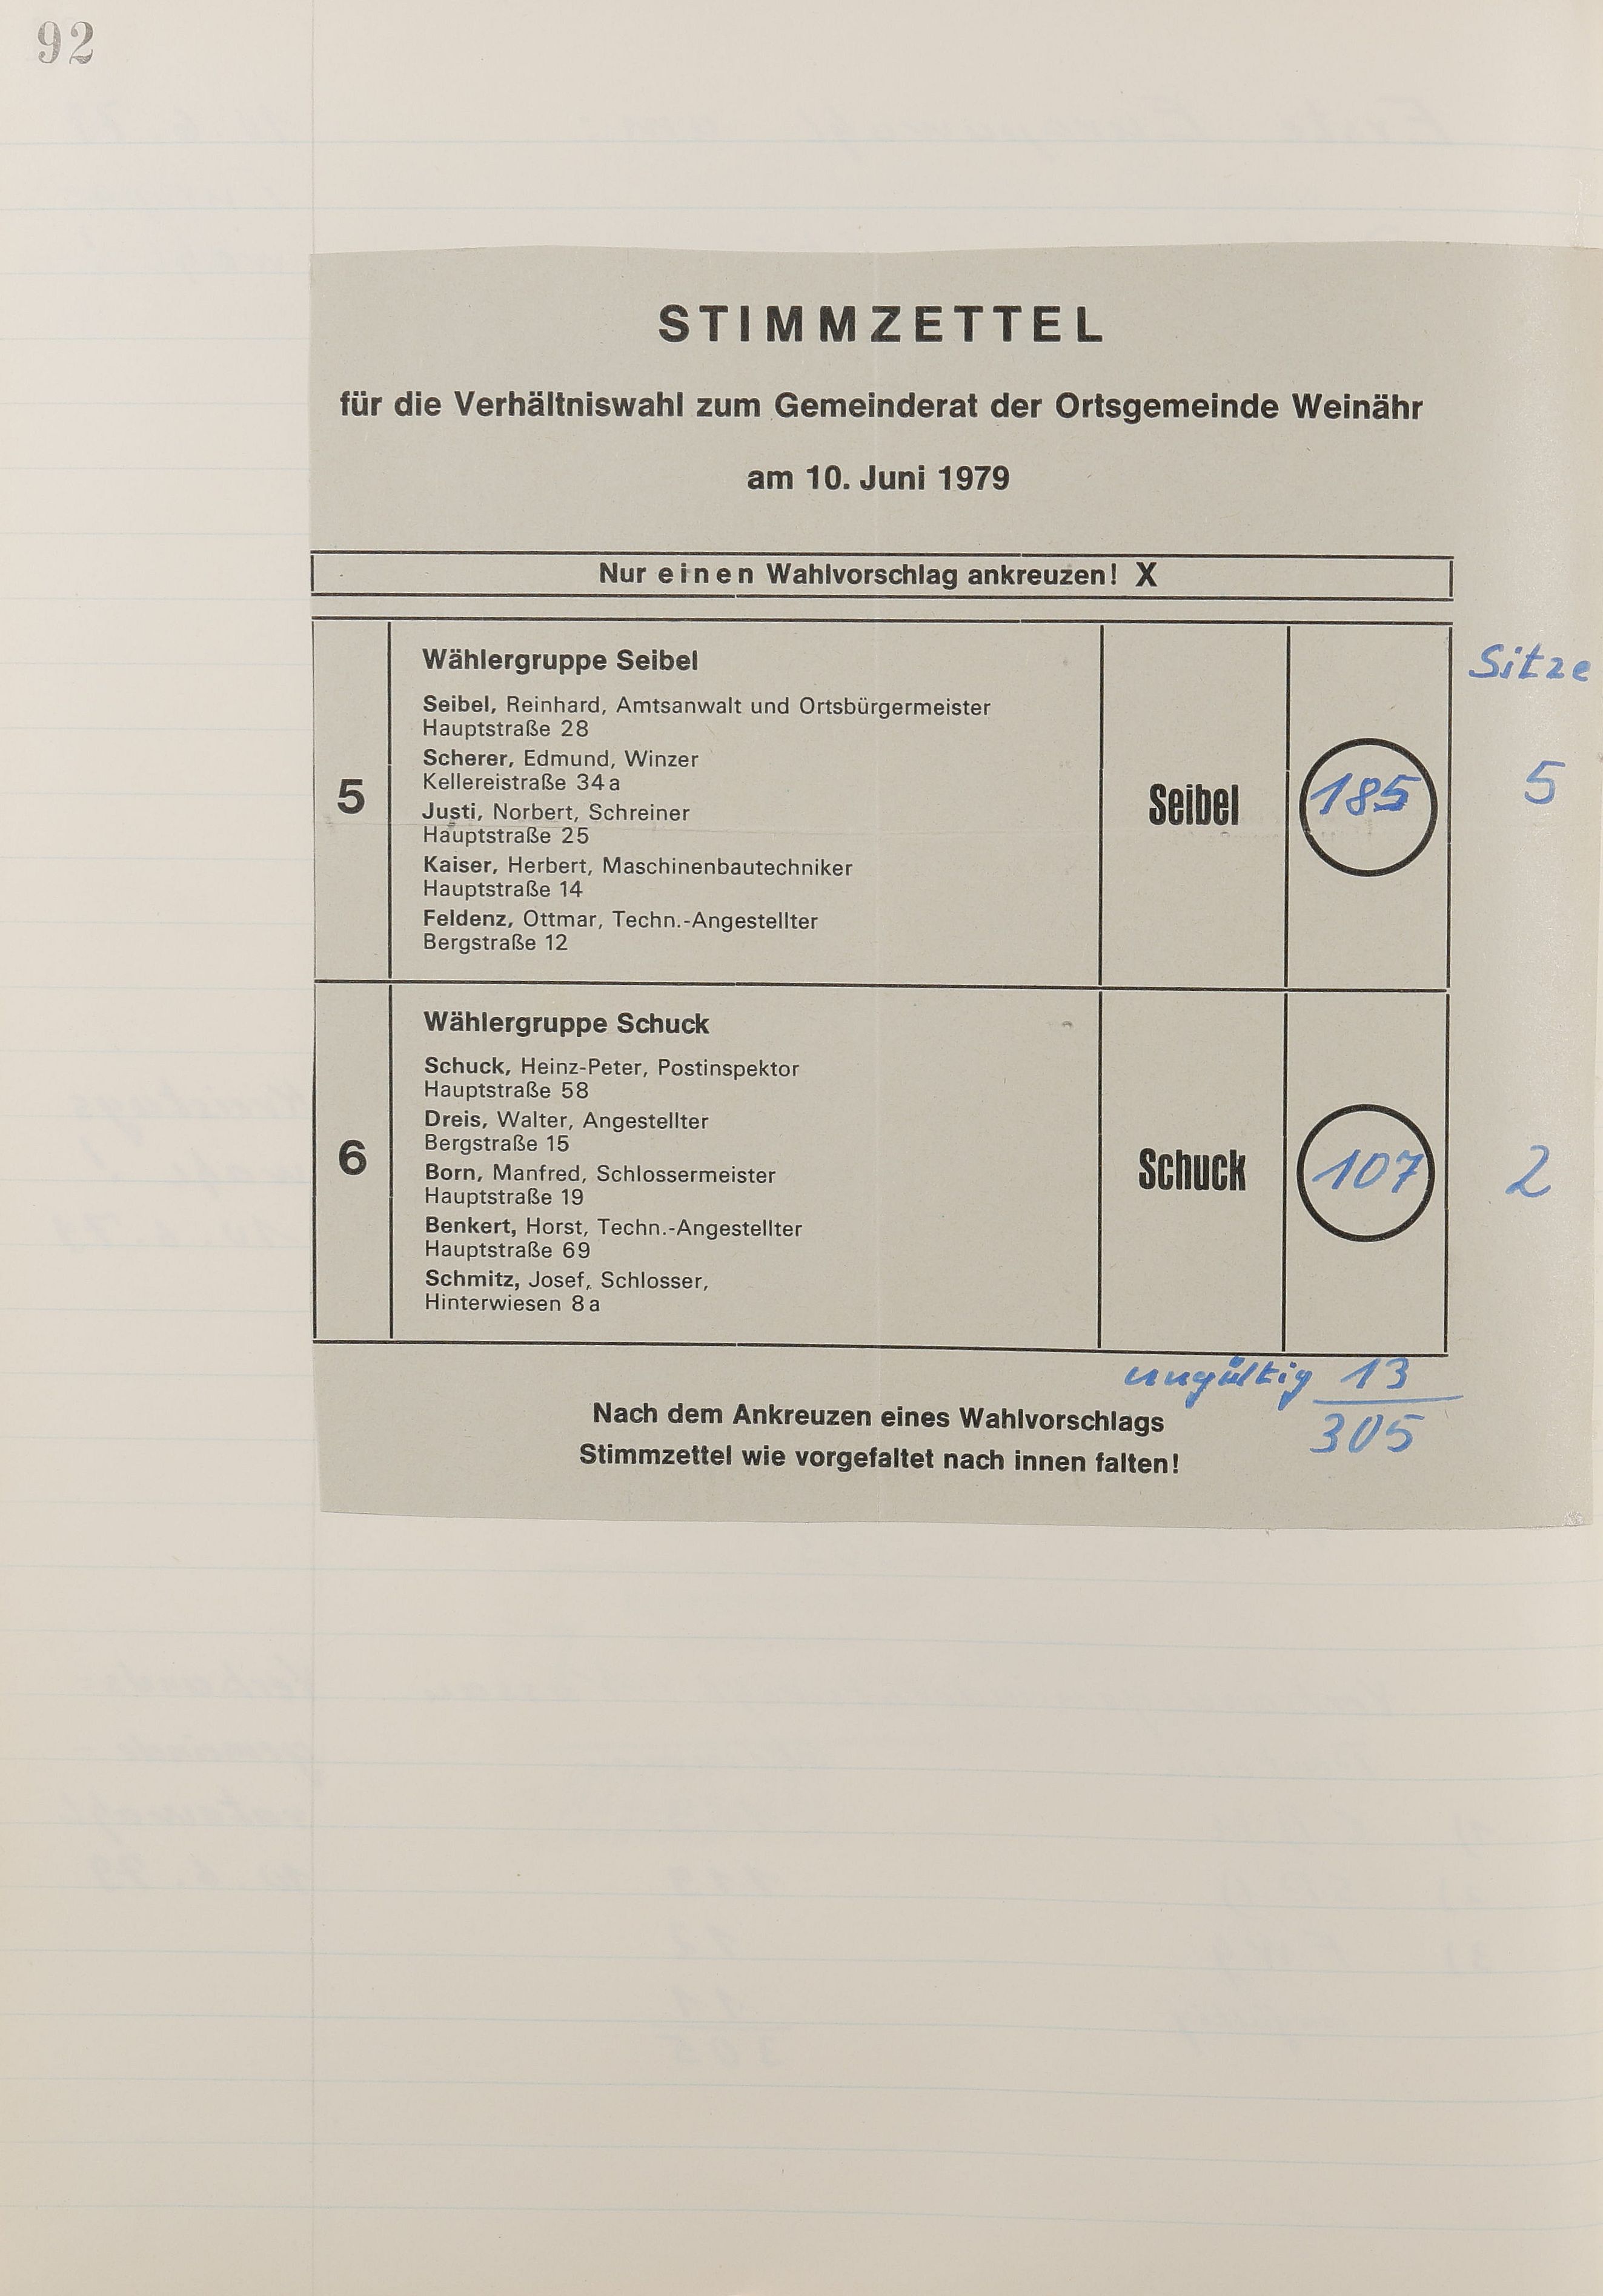 92
STIMMZETTEL
für die Verhältniswahl zum Gemeinderat der Ortsgemeinde Weinähr
am 10. Juni 1979
Nur einen Wahlvorschlag ankreuzen! X
Sitze
5
Wählergruppe Seibel
Seibel, Reinhard, Amtsanwalt und Ortsbürgermeister
Hauptstraße 28
Scherer, Edmund, Winzer
Kellereistraße 34a
Justi, Norbert, Schreiner
Hauptstraße 25
Kaiser, Herbert, Maschinenbautechniker
Hauptstraße 14
Feldenz, Ottmar, Techn.-Angestellter
Bergstraße 12
Seibel
185
5
6
Wählergruppe Schuck
Schuck, Heinz-Peter, Postinspektor
Hauptstraße 58
Dreis, Walter, Angestellter
Bergstraße 15
Born, Manfred, Schlossermeister
Hauptstraße 19
Benkert, Horst, Techn.-Angestellter
Hauptstraße 69
Schmitz, Josef, Schlosser,
Hinterwiesen 8a
Schuck
107
2
ungültig 13
305
Nach dem Ankreuzen eines Wahlvorschlags
Stimmzettel wie vorgefaltet nach innen falten!